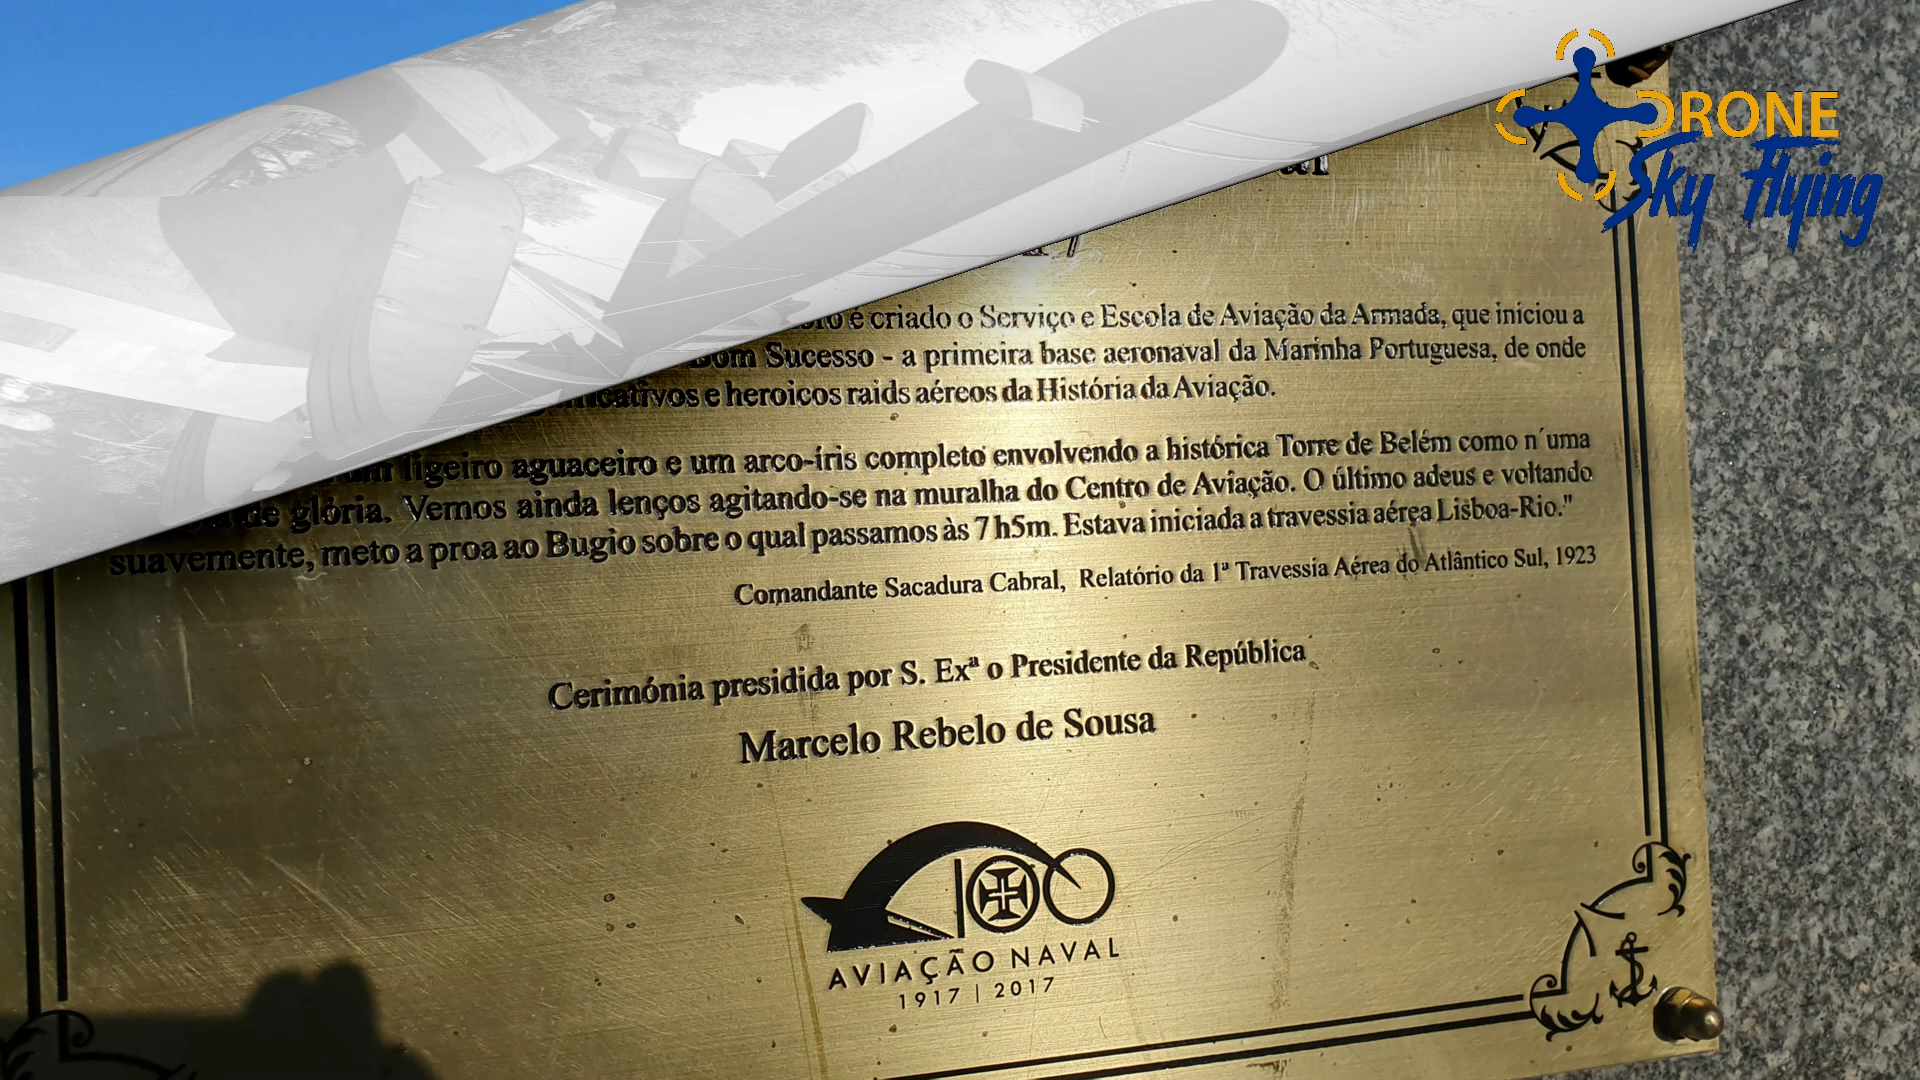 DRONE
Sky Flying
é criado o Serviço e Escola de Aviação da Armada, que iniciou a
Bom Sucesso - a primeira base aeronaval da Marinha Portuguesa, de onde
e heroicos raids aéreos da História da Aviação.
um ligeiro aguaceiro e um arco-íris completo envolvendo a histórica Torre de Belém como n´uma
de glória. Vemos ainda lenços agitando-se na muralha do Centro de Aviação. O último adeus e voltando
suavemente, meto a proa ao Bugio sobre o qual passamos às 7h5m. Estava iniciada a travessia aérea Lisboa-Rio."
Comandante Sacadura Cabral, Relatório da 1ª Travessia Aérea do Atlântico Sul, 1923
Cerimónia presidida por S. Exª o Presidente da República
Marcelo Rebelo de Sousa
100
AVIAÇÃO NAVAL
1917 | 2017